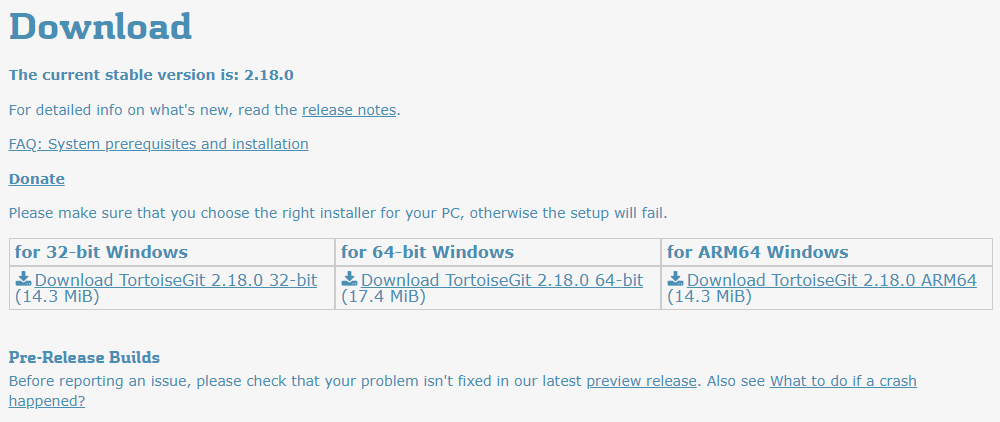 Download
The current stable version is: 2.18.0
For detailed info on what's new, read the release notes.
FAQ: System prerequisites and installation
Donate
Please make sure that you choose the right installer for your PC, otherwise the setup will fail.
for 32-bit Windows
for 64-bit Windows
for ARM64 Windows
Download TortoiseGit 2.18.0 32-bit
(14.3 MiB)
Download TortoiseGit 2.18.0 64-bit
(17.4 MiB)
Download TortoiseGit 2.18.0 ARM64
(14.3 MiB)
Pre-Release Builds
Before reporting an issue, please check that your problem isn't fixed in our latest preview release. Also see What to do if a crash
happened?